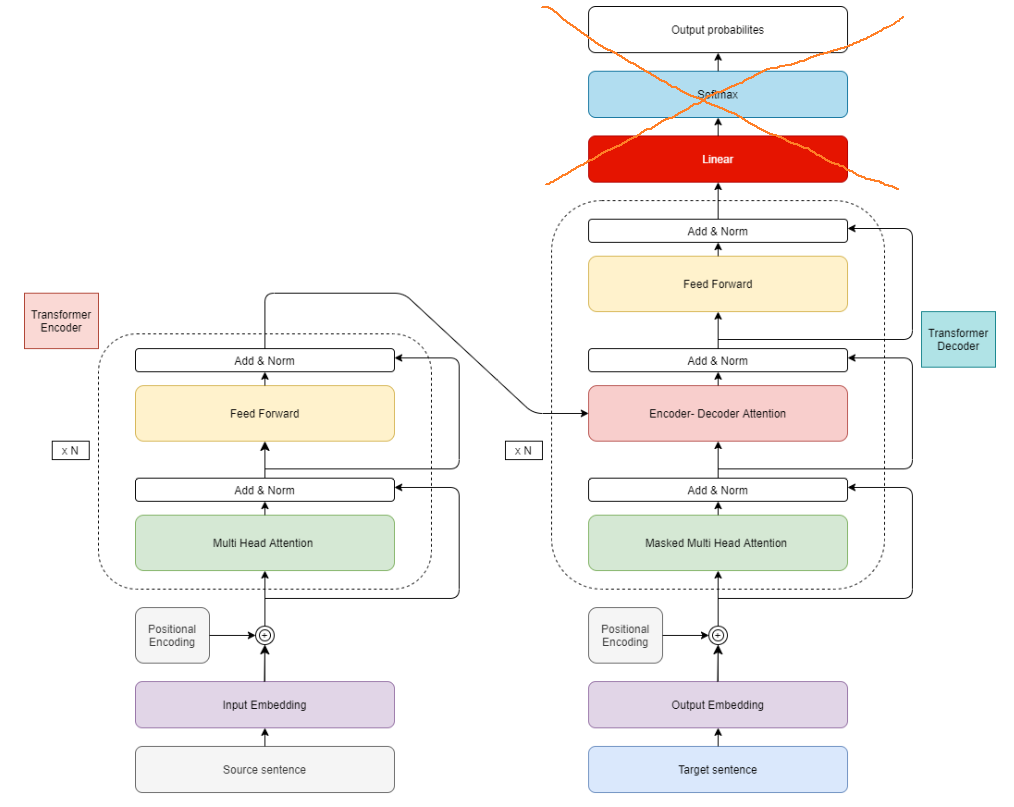 Output probabilites
Softmax
Linear
Add & Norm
Feed Forward
Transformer
Decoder
Add & Norm
Encoder- Decoder Attention
x N
Add & Norm
Masked Multi Head Attention
Positional
Encoding
Output Embedding
Target sentence
Transformer
Encoder
Add & Norm
Feed Forward
x N
Add & Norm
Multi Head Attention
Positional
Encoding
Input Embedding
Source sentence